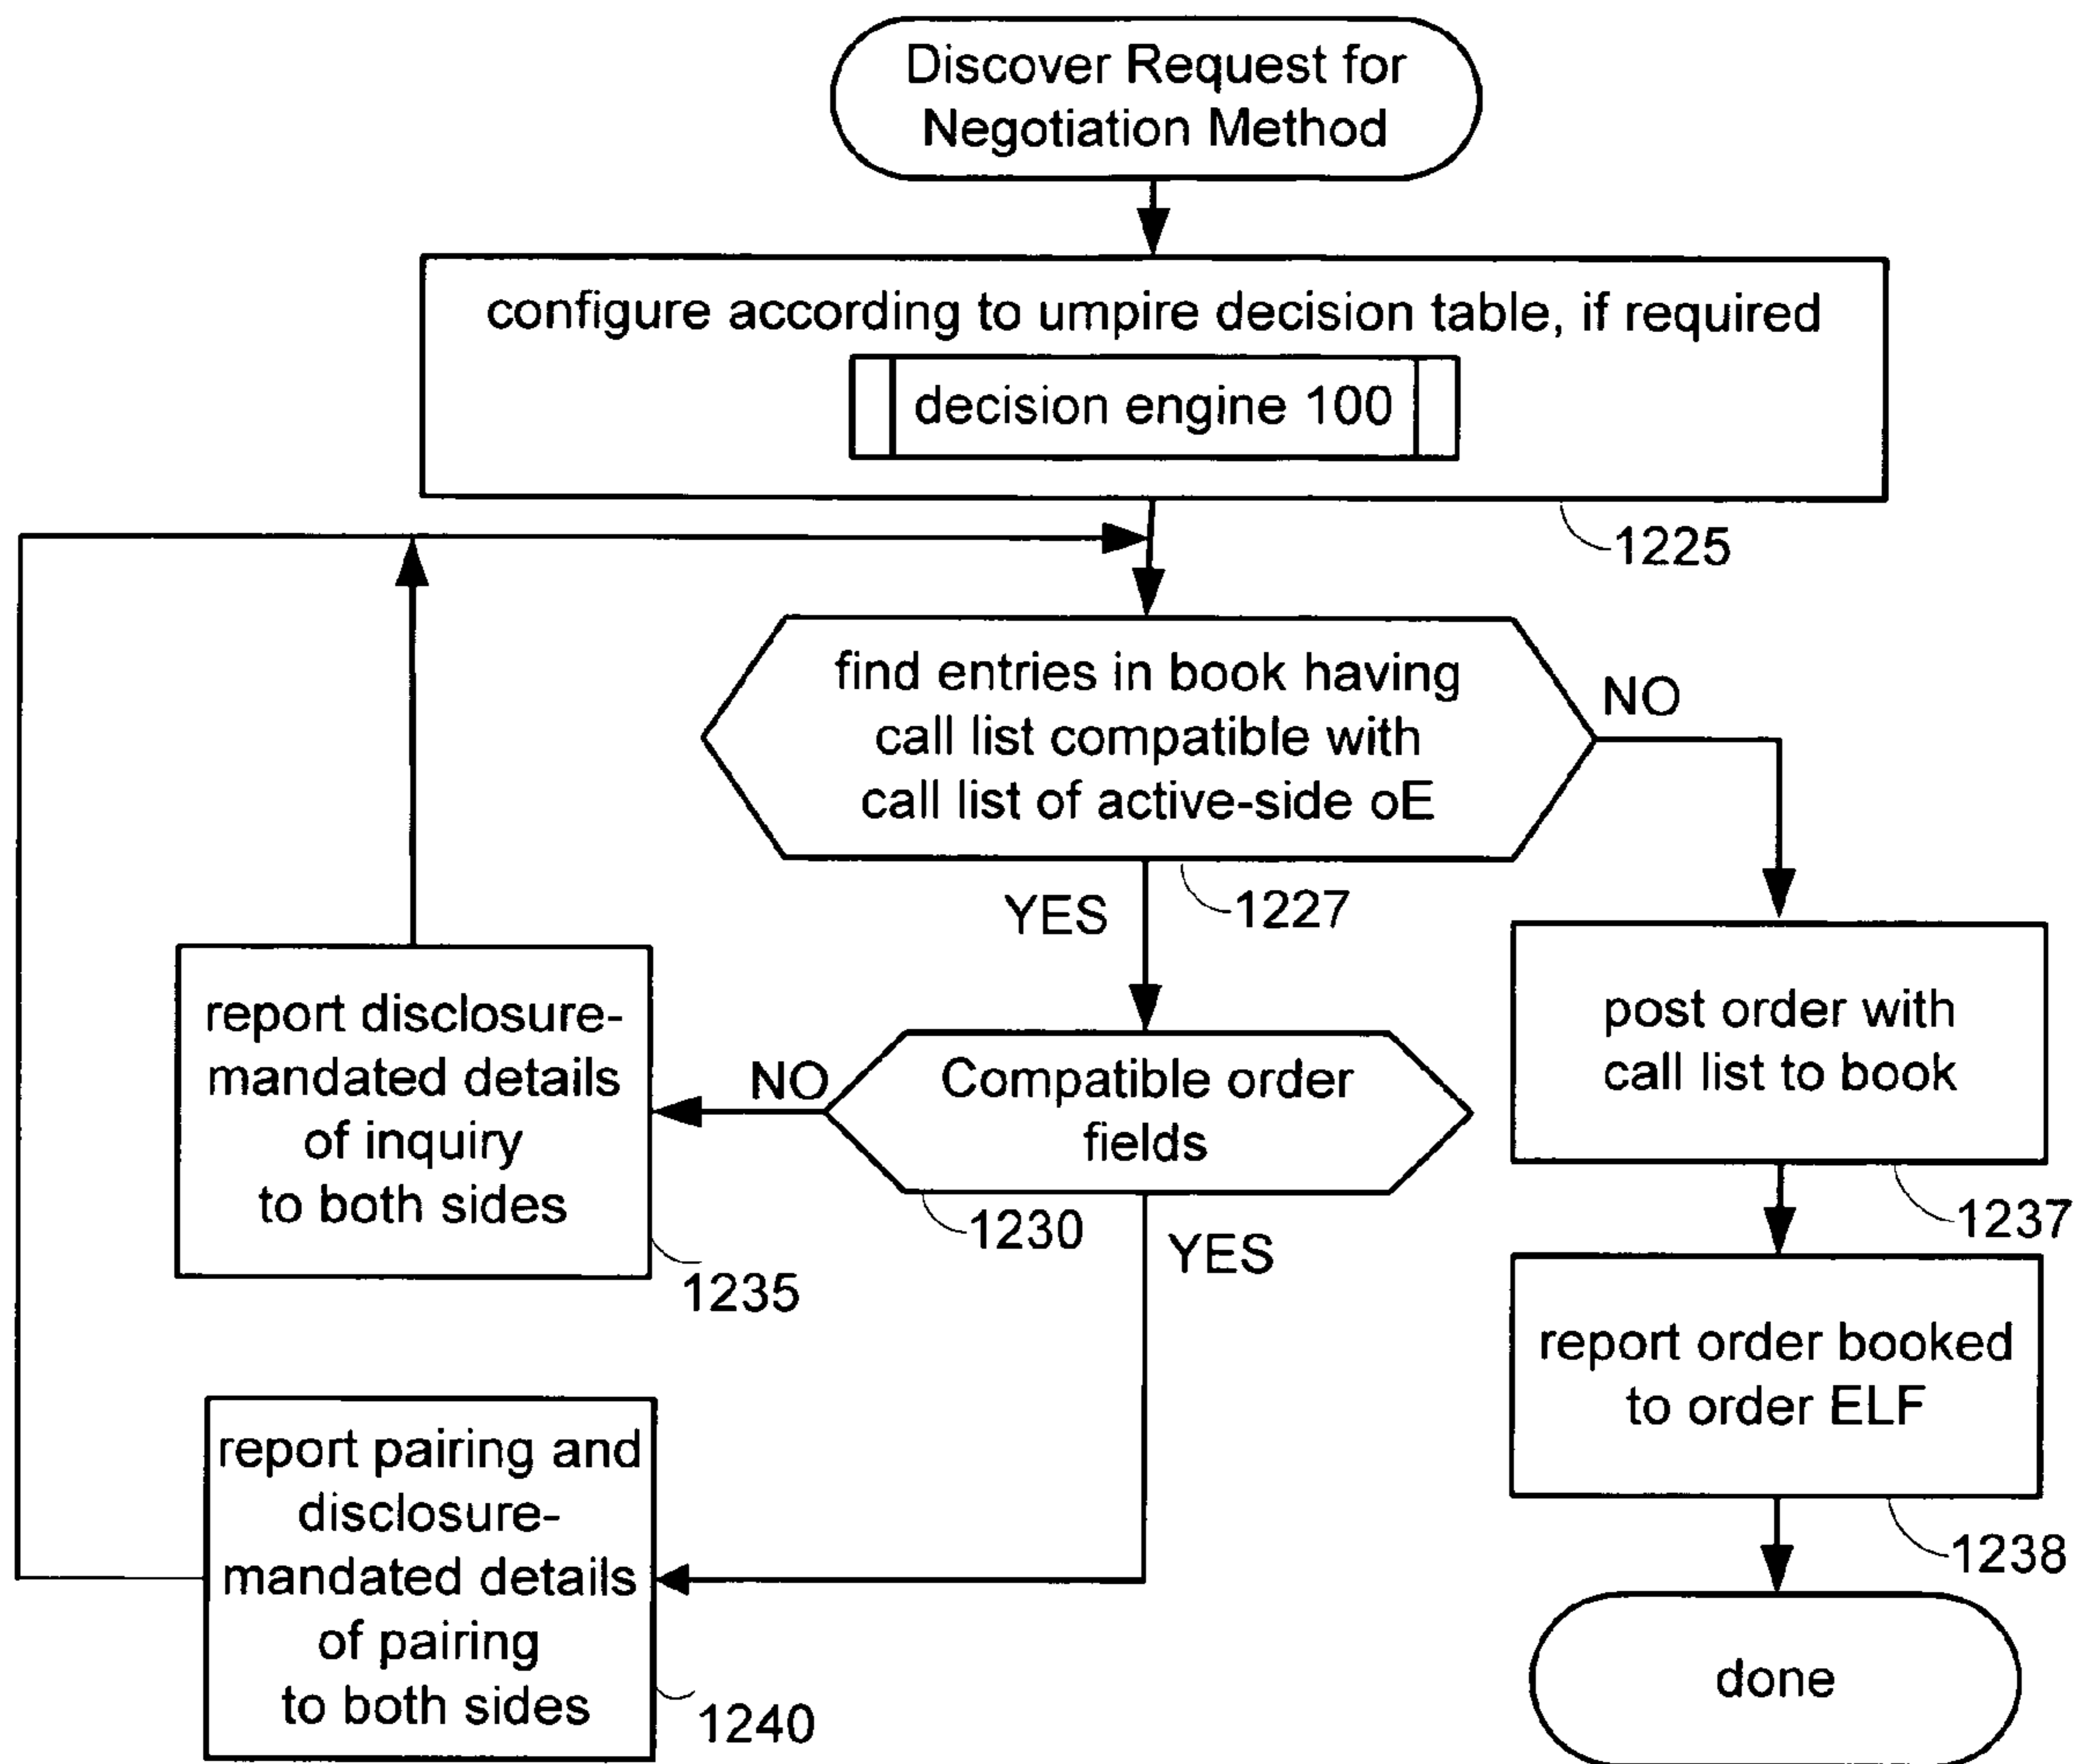 Discover Request for
Negotiation Method
configure according to umpire decision table, if required
decision engine 100
1225
find entries in book having
call list compatible with
call list of active-side oE
NO
YES
1227
report disclosure-
mandated details
of inquiry
to both sides
1235
NO
Compatible order
fields
1230
YES
post order with
call list to book
1237
report order booked
to order ELF
1238
report pairing and
disclosure-
mandated details
of pairing
to both sides
1240
done